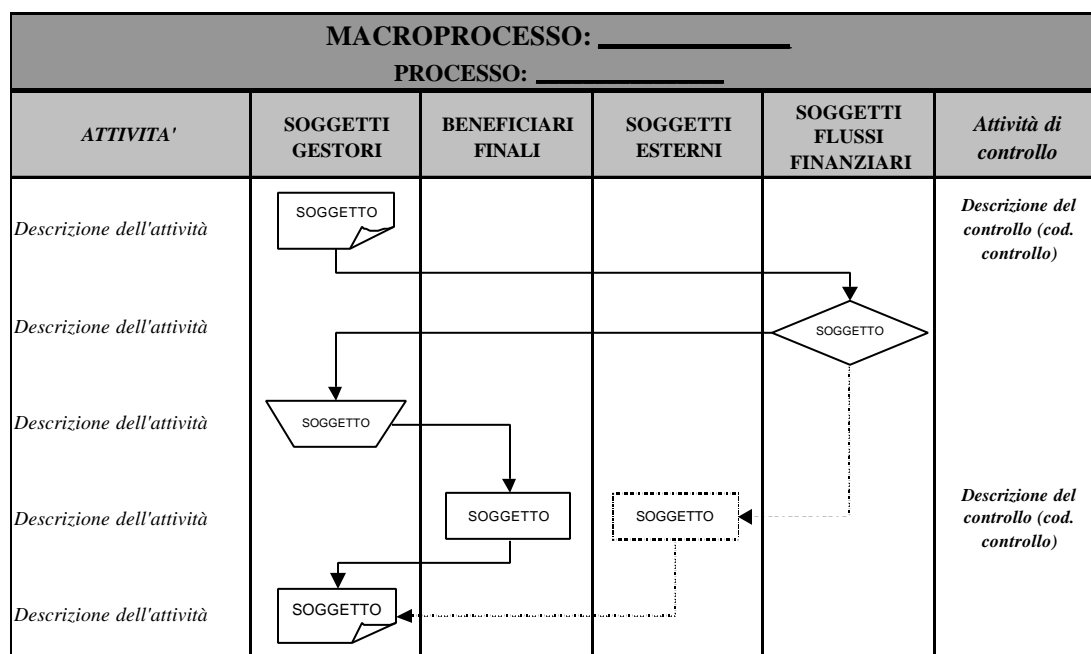 MACROPROCESSO: ______________
PROCESSO: ______________
ATTIVITA'
SOGGETTI
GESTORI
BENEFICIARI
FINALI
SOGGETTI
ESTERNI
SOGGETTI
FLUSSI
FINANZIARI
Attività di
controllo
Descrizione dell'attività
SOGGETTO
Descrizione del
controllo (cod.
controllo)
Descrizione dell'attività
SOGGETTO
Descrizione dell'attività
SOGGETTO
Descrizione dell'attività
SOGGETTO
SOGGETTO
Descrizione del
controllo (cod.
controllo)
Descrizione dell'attività
SOGGETTO